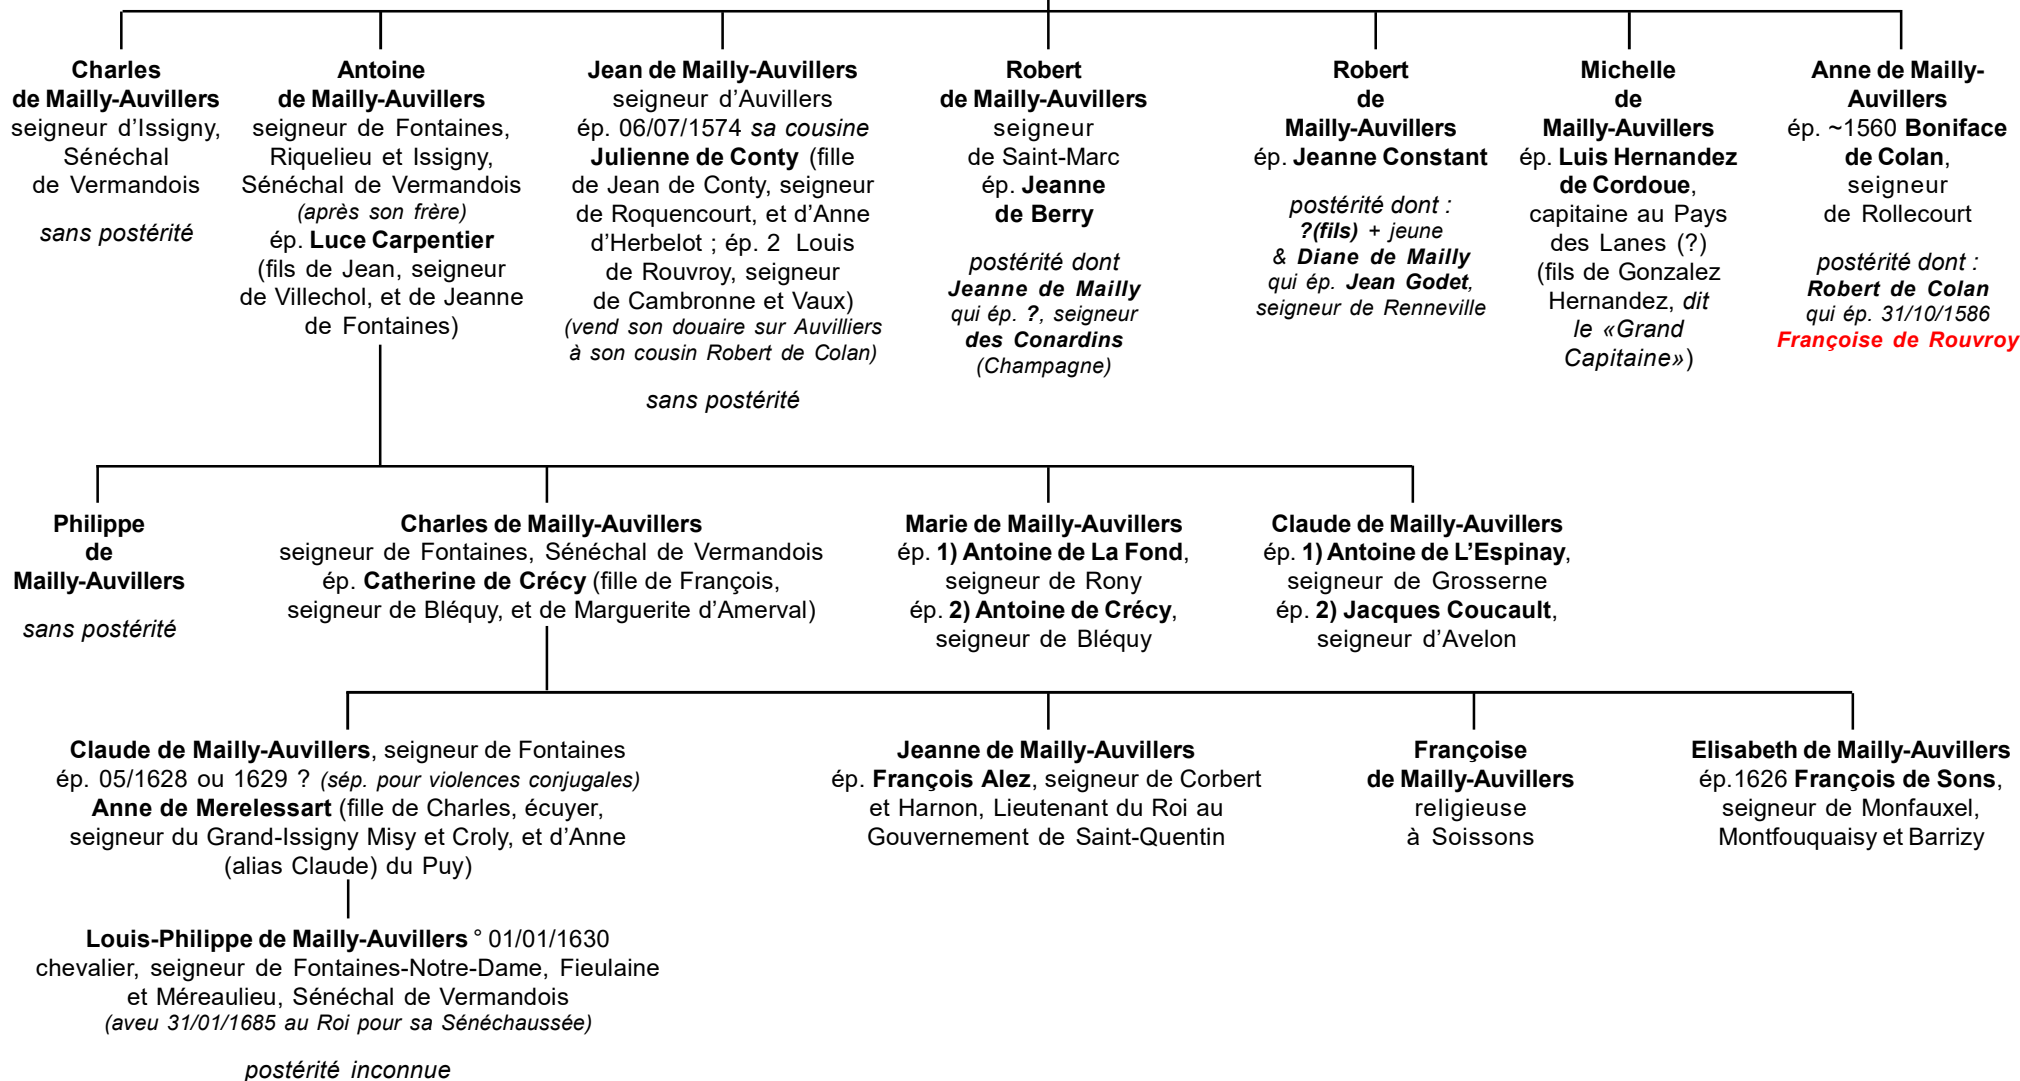 Charles
de Mailly-Auvillers
seigneur d'Issigny,
Sénéchal
de Vermandois
sans postérité
Antoine
de Mailly-Auvillers
seigneur de Fontaines,
Riquelieu et Issigny,
Sénéchal de Vermandois
(après son frère)
ép. Luce Carpentier
(fils de Jean, seigneur
de Villechol, et de Jeanne
de Fontaines)
Jean de Mailly-Auvillers
seigneur d'Auvillers
ép. 06/07/1574 sa cousine
Julienne de Conty (fille
de Jean de Conty, seigneur
de Roquencourt, et d'Anne
d'Herbelot ; ép. 2 Louis
de Rouvroy, seigneur
de Cambronne et Vaux)
(vend son douaire sur Auvilliers
à son cousin Robert de Colan)
sans postérité
Robert
de Mailly-Auvillers
seigneur
de Saint-Marc
ép. Jeanne
de Berry
postérité dont
Jeanne de Mailly
qui ép. ?, seigneur
des Conardins
(Champagne)
Robert
de
Mailly-Auvillers
ép. Jeanne Constant
postérité dont :
?(fils) + jeune
& Diane de Mailly
qui ép. Jean Godet,
seigneur de Renneville
Michelle
de
Mailly-Auvillers
ép. Luis Hernandez
de Cordoue,
capitaine au Pays
des Lanes (?)
(fils de Gonzalez
Hernandez, dit
le «Grand
Capitaine»)
Anne de Mailly-
Auvillers
ép. ~1560 Boniface
de Colan,
seigneur
de Rollecourt
postérité dont :
Robert de Colan
qui ép. 31/10/1586
Françoise de Rouvroy
Philippe
de
Mailly-Auvillers
sans postérité
Charles de Mailly-Auvillers
seigneur de Fontaines, Sénéchal de Vermandois
ép. Catherine de Crécy (fille de François,
seigneur de Bléquy, et de Marguerite d'Amerval)
Marie de Mailly-Auvillers
ép. 1) Antoine de La Fond,
seigneur de Rony
ép. 2) Antoine de Crécy,
seigneur de Bléquy
Claude de Mailly-Auvillers
ép. 1) Antoine de L'Espinay,
seigneur de Grosserne
ép. 2) Jacques Coucault,
seigneur d'Avelon
Claude de Mailly-Auvillers, seigneur de Fontaines
ép. 05/1628 ou 1629 ? (sép. pour violences conjugales)
Anne de Merelessart (fille de Charles, écuyer,
seigneur du Grand-Issigny Misy et Croly, et d'Anne
(alias Claude) du Puy)
Jeanne de Mailly-Auvillers
ép. François Alez, seigneur de Corbert
et Harnon, Lieutenant du Roi au
Gouvernement de Saint-Quentin
Françoise
de Mailly-Auvillers
religieuse
à Soissons
Elisabeth de Mailly-Auvillers
ép.1626 François de Sons,
seigneur de Monfauxel,
Montfouquaisy et Barrizy
Louis-Philippe de Mailly-Auvillers ° 01/01/1630
chevalier, seigneur de Fontaines-Notre-Dame, Fieulaine
et Méreaulieu, Sénéchal de Vermandois
(aveu 31/01/1685 au Roi pour sa Sénéchaussée)
postérité inconnue